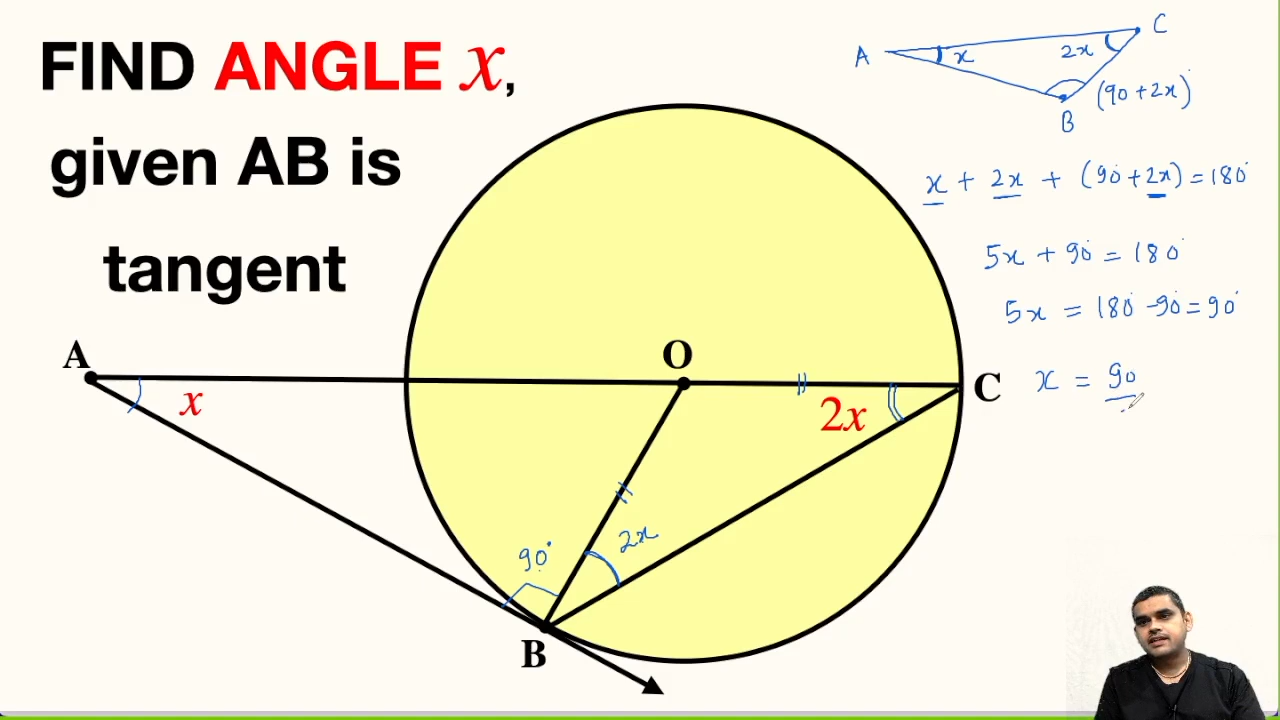 FIND ANGLE x,
given AB is
tangent
A
x
2x
C
B
(90 + 2x)°
x + 2x + (90° + 2x) = 180°
5x + 90° = 180°
5x = 180° - 90° = 90°
x = 90
A
x
O
2x
C
90°
2x
B